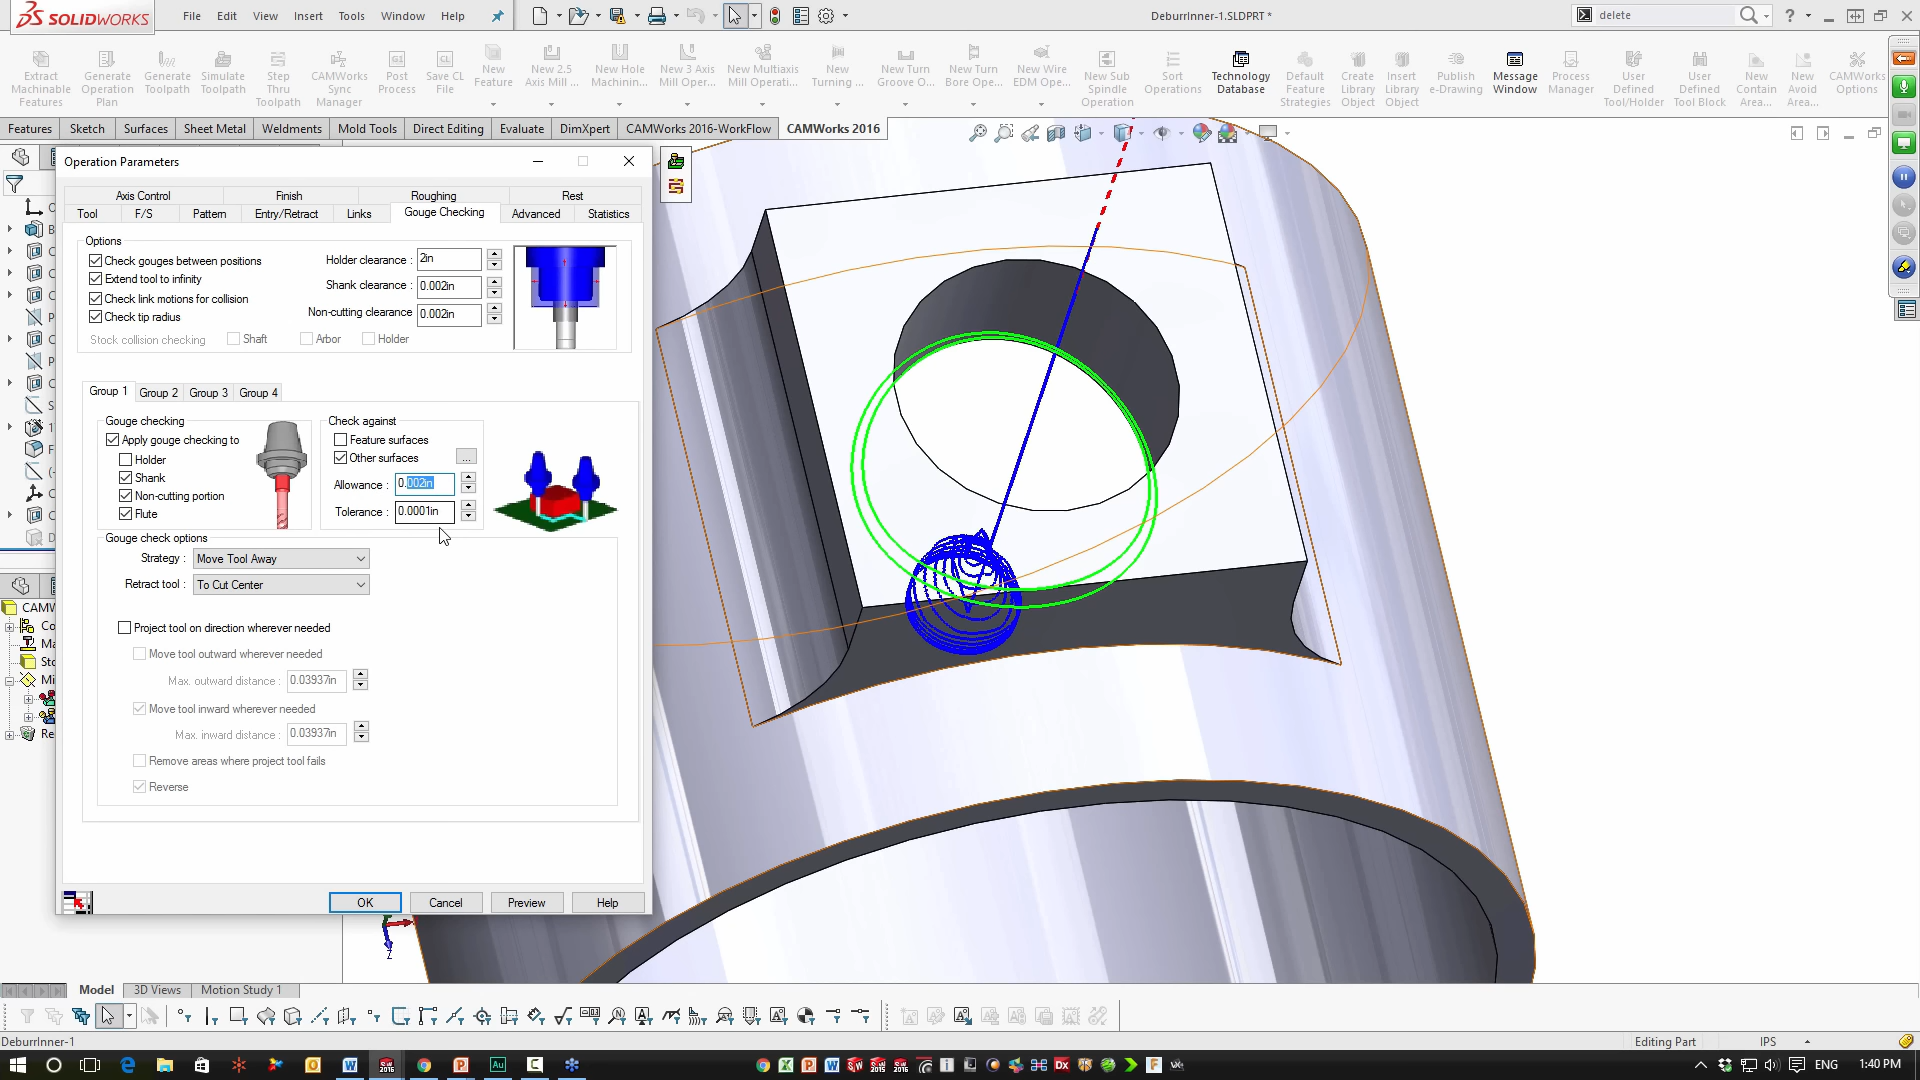 SOLIDWORKS File Edit View Insert Tools Window Help DeburrInner-1.SLDPRT * delete
Extract Machinable Features
Generate Operation Plan
Generate Toolpath
Simulate Toolpath
Step Thru Toolpath
CAMWorks Sync Manager
Post Process
Save CL File
New Feature
New 2.5 Axis Mill ...
New Hole Machinin...
New 3 Axis Mill Oper...
New Multiaxis Mill Operati...
New Turning ...
New Turn Groove O...
New Turn Bore Ope...
New Wire EDM Ope...
New Sub Spindle Operation
Sort Operations
Technology Database
Default Feature Strategies
Create Library Object
Insert Library Object
Publish e-Drawing
Message Window
Process Manager
User Defined Tool/Holder
User Defined Tool Block
New Contain Area...
New Avoid Area...
CAMWorks Options
Features Sketch Surfaces Sheet Metal Weldments Mold Tools Direct Editing Evaluate DimXpert CAMWorks 2016-WorkFlow CAMWorks 2016
Operation Parameters
Axis Control Finish Roughing Rest
Tool F/S Pattern Entry/Retract Links Gouge Checking Advanced Statistics
Options
Check gouges between positions
Extend tool to infinity
Check link motions for collision
Check tip radius
Holder clearance : 2in
Shank clearance : 0.002in
Non-cutting clearance 0.002in
Stock collision checking Shaft Arbor Holder
Group 1 Group 2 Group 3 Group 4
Gouge checking
Apply gouge checking to
Holder
Shank
Non-cutting portion
Flute
Check against
Feature surfaces
Other surfaces ...
Allowance : 0.002in
Tolerance : 0.0001in
Gouge check options
Strategy : Move Tool Away
Retract tool : To Cut Center
Project tool on direction wherever needed
Move tool outward wherever needed
Max. outward distance : 0.03937in
Move tool inward wherever needed
Max. inward distance : 0.03937in
Remove areas where project tool fails
Reverse
OK Cancel Preview Help
CAMW
Co
Ma
Sto
Mi
Re
Z
Model 3D Views Motion Study 1
DeburrInner-1 Editing Part IPS
ENG 1:40 PM